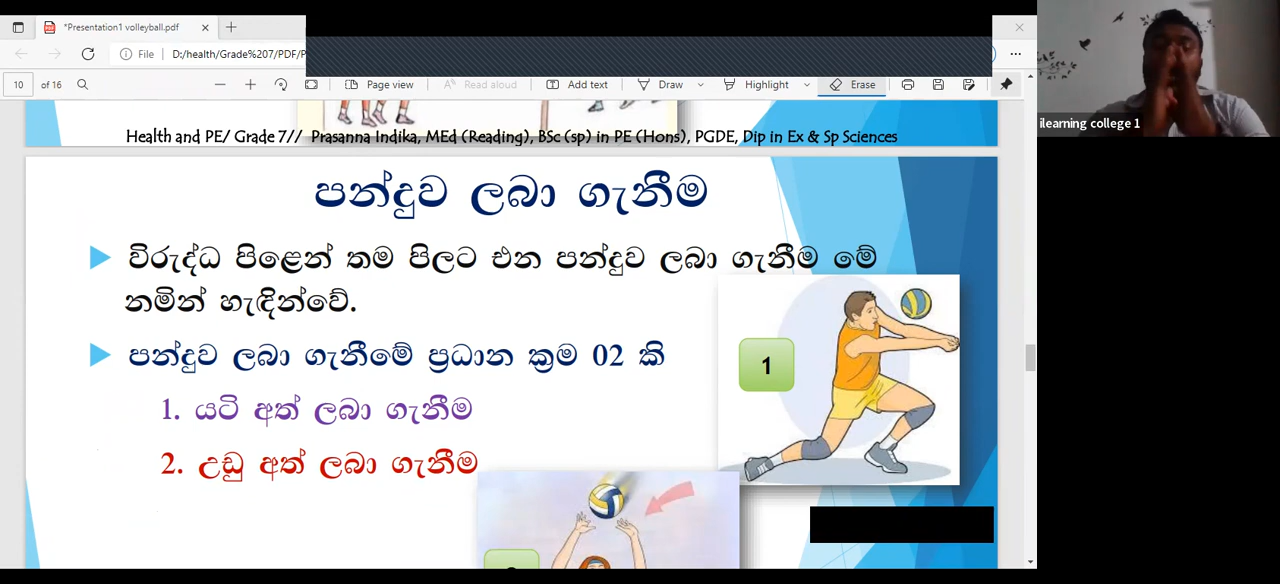 *Presentation1 volleyball.pdf
File D:/health/Grade%207/PDF/P
10 of 16 Page view Read aloud Add text Draw Highlight Erase
ilearning college 1
Health and PE/ Grade 7// Prasanna Indika, MEd (Reading), BSc (sp) in PE (Hons), PGDE, Dip in Ex & Sp Sciences
පන්දුව ලබා ගැනීම
විරුද්ධ පිළෙන් තම පිලට එන පන්දුව ලබා ගැනීම මේ
නමින් හැඳින්වේ.
පන්දුව ලබා ගැනීමේ ප්‍රධාන ක්‍රම 02 කි
1
1. යටි අත් ලබා ගැනීම
2. උඩු අත් ලබා ගැනීම